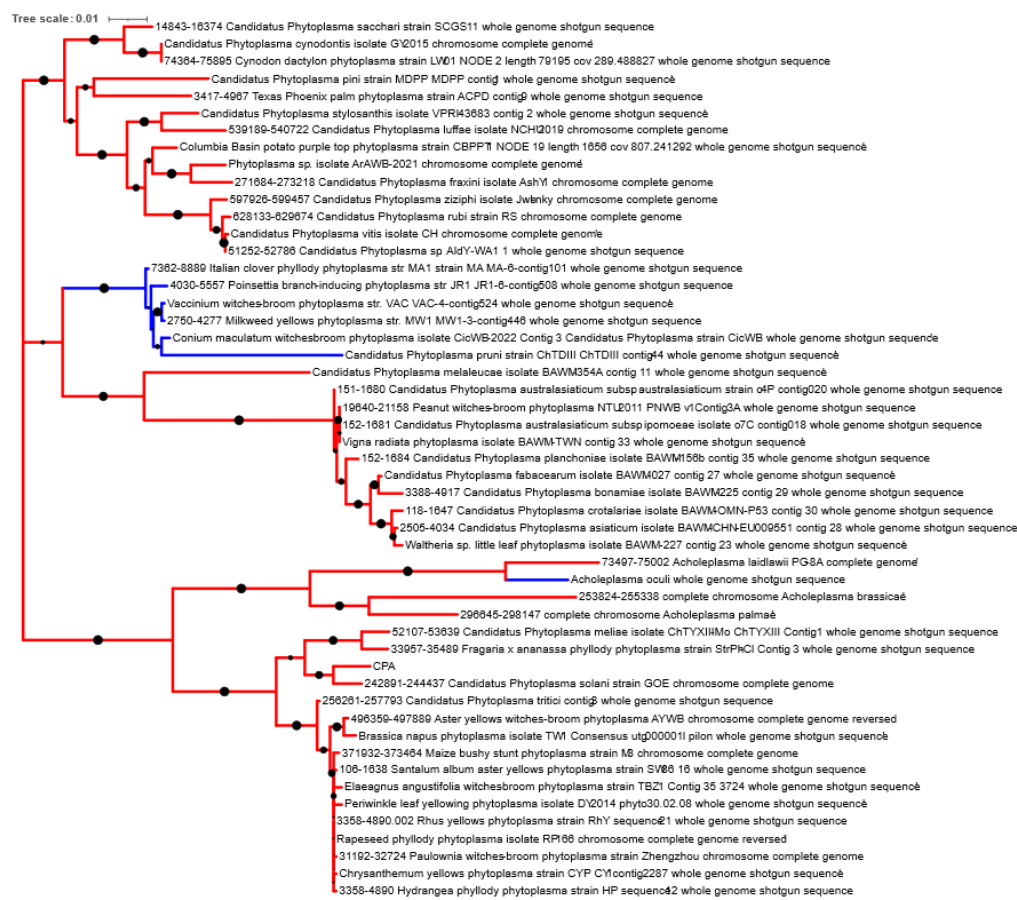 Tree scale: 0.01
14843-16374 Candidatus Phytoplasma sacchari strain SCGS11 whole genome shotgun sequence
Candidatus Phytoplasma cynodontis isolate GY2015 chromosome complete genome
74364-75895 Cynodon dactylon phytoplasma strain LW01 NODE 2 length 79195 cov 289.488827 whole genome shotgun sequence
Candidatus Phytoplasma pini strain MDPP MDPP contig1 whole genome shotgun sequence
3417-4967 Texas Phoenix palm phytoplasma strain ACPD contig9 whole genome shotgun sequence
Candidatus Phytoplasma stylosanthis isolate VPRI43683 contig 2 whole genome shotgun sequence
539189-540722 Candidatus Phytoplasma luffae isolate NCHU2019 chromosome complete genome
Columbia Basin potato purple top phytoplasma strain CBPPT1 NODE 19 length 1656 cov 807.241292 whole genome shotgun sequence
Phytoplasma sp. isolate ArAWB-2021 chromosome complete genome
271684-273218 Candidatus Phytoplasma fraxini isolate AshY1 chromosome complete genome
597926-599457 Candidatus Phytoplasma ziziphi isolate Jwb-nky chromosome complete genome
628133-629674 Candidatus Phytoplasma rubi strain RS chromosome complete genome
Candidatus Phytoplasma vitis isolate CH chromosome complete genome
51252-52786 Candidatus Phytoplasma sp AldY-WA1 1 whole genome shotgun sequence
7362-8889 Italian clover phyllody phytoplasma str MA1 strain MA MA-6-contig101 whole genome shotgun sequence
4030-5557 Poinsettia branch-inducing phytoplasma str JR1 JR1-6-contig508 whole genome shotgun sequence
Vaccinium witches-broom phytoplasma str. VAC VAC-4-contig524 whole genome shotgun sequence
2750-4277 Milkweed yellows phytoplasma str. MW1 MW1-3-contig446 whole genome shotgun sequence
Conium maculatum witchesbroom phytoplasma isolate CicWB-2022 Contig 3 Candidatus Phytoplasma strain CicWB whole genome shotgun sequence
Candidatus Phytoplasma pruni strain ChTDIII ChTDIII contig44 whole genome shotgun sequence
Candidatus Phytoplasma melaleucae isolate BAWM354A contig 11 whole genome shotgun sequence
151-1680 Candidatus Phytoplasma australasiaticum subsp australasiaticum strain o4P contig020 whole genome shotgun sequence
19640-21158 Peanut witches-broom phytoplasma NTU2011 PNWB v1Contig3A whole genome shotgun sequence
152-1681 Candidatus Phytoplasma australasiaticum subsp ipomoeae isolate o7C contig018 whole genome shotgun sequence
Vigna radiata phytoplasma isolate BAWM-TWN contig 33 whole genome shotgun sequence
152-1684 Candidatus Phytoplasma planchoniae isolate BAWM156b contig 35 whole genome shotgun sequence
Candidatus Phytoplasma fabacearum isolate BAWM027 contig 27 whole genome shotgun sequence
3388-4917 Candidatus Phytoplasma bonamiae isolate BAWM225 contig 29 whole genome shotgun sequence
118-1647 Candidatus Phytoplasma crotalariae isolate BAWM-OMN-P53 contig 30 whole genome shotgun sequence
2505-4034 Candidatus Phytoplasma asiaticum isolate BAWMCHN-EU009551 contig 28 whole genome shotgun sequence
Waltheria sp. little leaf phytoplasma isolate BAWM-227 contig 23 whole genome shotgun sequence
73497-75002 Acholeplasma laidlawii PG-8A complete genome
Acholeplasma oculi whole genome shotgun sequence
253824-255338 complete chromosome Acholeplasma brassicae
296645-298147 complete chromosome Acholeplasma palmae
52107-53639 Candidatus Phytoplasma meliae isolate ChTYXIII-Mo ChTYXIII Contig1 whole genome shotgun sequence
33957-35489 Fragaria x ananassa phyllody phytoplasma strain StrPh-Cl Contig 3 whole genome shotgun sequence
CPA
242891-244437 Candidatus Phytoplasma solani strain GOE chromosome complete genome
256261-257793 Candidatus Phytoplasma tritici contig3 whole genome shotgun sequence
496359-497889 Aster yellows witches-broom phytoplasma AYWB chromosome complete genome reversed
Brassica napus phytoplasma isolate TW1 Consensus utg000001l pilon whole genome shotgun sequence
371932-373464 Maize bushy stunt phytoplasma strain M3 chromosome complete genome
106-1638 Santalum album aster yellows phytoplasma strain SW86 16 whole genome shotgun sequence
Elaeagnus angustifolia witchesbroom phytoplasma strain TBZ1 Contig 35 3724 whole genome shotgun sequence
Periwinkle leaf yellowing phytoplasma isolate DY2014 phyto30.02.08 whole genome shotgun sequence
3358-4890.002 Rhus yellows phytoplasma strain RhY sequence21 whole genome shotgun sequence
Rapeseed phyllody phytoplasma isolate RP166 chromosome complete genome reversed
31192-32724 Paulownia witches-broom phytoplasma strain Zhengzhou chromosome complete genome
Chrysanthemum yellows phytoplasma strain CYP CY1contig2287 whole genome shotgun sequence
3358-4890 Hydrangea phyllody phytoplasma strain HP sequence42 whole genome shotgun sequence